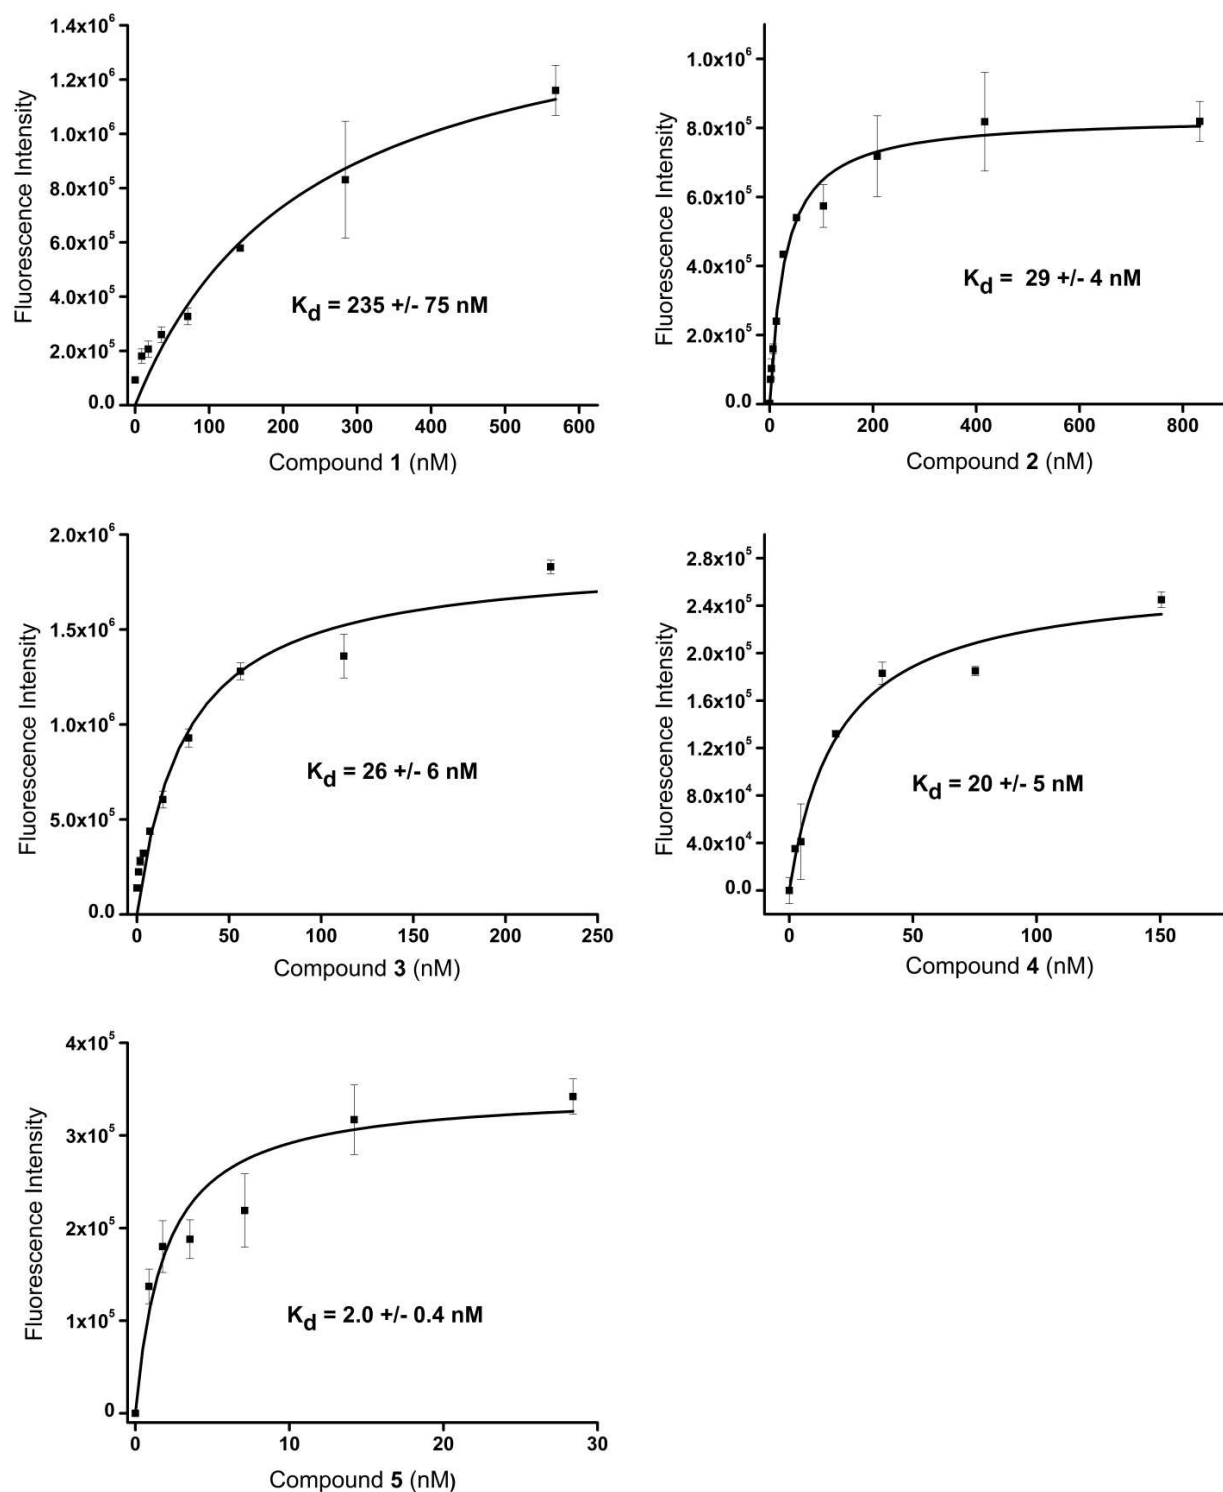 1.4x10⁶
1.2x10⁶
1.0x10⁶
8.0x10⁵
6.0x10⁵
4.0x10⁵
2.0x10⁵
0.0
Fluorescence Intensity
K_d = 235 +/- 75 nM
0 100 200 300 400 500 600
Compound 1 (nM)
1.0x10⁶
8.0x10⁵
6.0x10⁵
4.0x10⁵
2.0x10⁵
0.0
Fluorescence Intensity
K_d = 29 +/- 4 nM
0 200 400 600 800
Compound 2 (nM)
2.0x10⁶
1.5x10⁶
1.0x10⁶
5.0x10⁵
0.0
Fluorescence Intensity
K_d = 26 +/- 6 nM
0 50 100 150 200 250
Compound 3 (nM)
2.8x10⁵
2.4x10⁵
2.0x10⁵
1.6x10⁵
1.2x10⁵
8.0x10⁴
4.0x10⁴
0.0
Fluorescence Intensity
K_d = 20 +/- 5 nM
0 50 100 150
Compound 4 (nM)
4x10⁵
3x10⁵
2x10⁵
1x10⁵
0
Fluorescence Intensity
K_d = 2.0 +/- 0.4 nM
0 10 20 30
Compound 5 (nM)